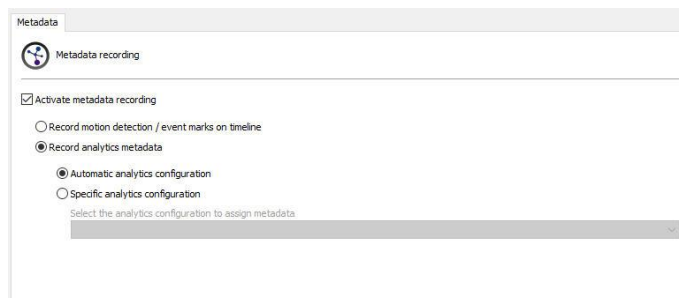 Metadata
Metadata recording
Activate metadata recording
Record motion detection / event marks on timeline
Record analytics metadata
Automatic analytics configuration
Specific analytics configuration
Select the analytics configuration to assign metadata